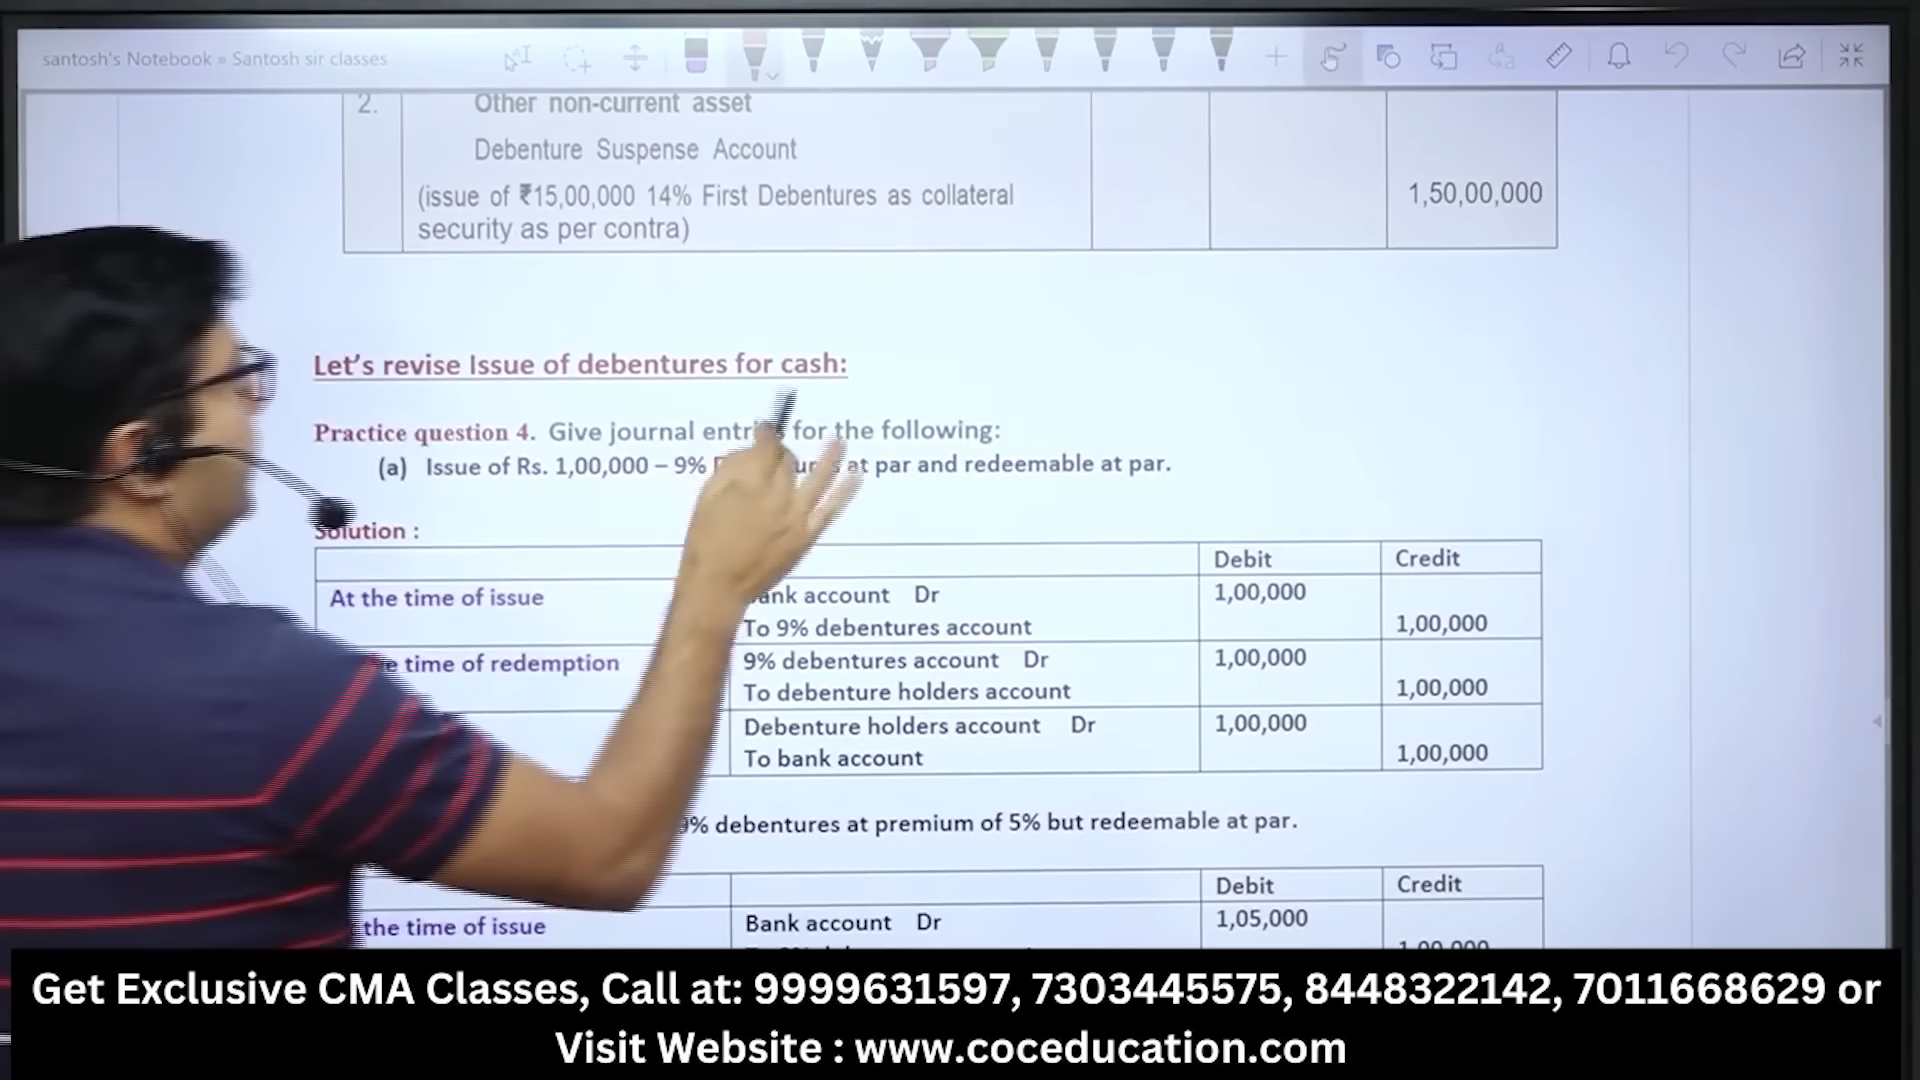 santosh's Notebook » Santosh sir classes
2. Other non-current asset
Debenture Suspense Account
(issue of ₹15,00,000 14% First Debentures as collateral
security as per contra) 1,50,00,000
Let's revise Issue of debentures for cash:
Practice question 4. Give journal for the following:
(a) Issue of Rs. 1,00,000 – 9% at par and redeemable at par.
Solution :
Debit Credit
At the time of issue Bank account Dr 1,00,000
To 9% debentures account 1,00,000
time of redemption 9% debentures account Dr 1,00,000
To debenture holders account 1,00,000
Debenture holders account Dr 1,00,000
To bank account 1,00,000
9% debentures at premium of 5% but redeemable at par.
Debit Credit
the time of issue Bank account Dr 1,05,000
Get Exclusive CMA Classes, Call at: 9999631597, 7303445575, 8448322142, 7011668629 or
Visit Website : www.coceducation.com